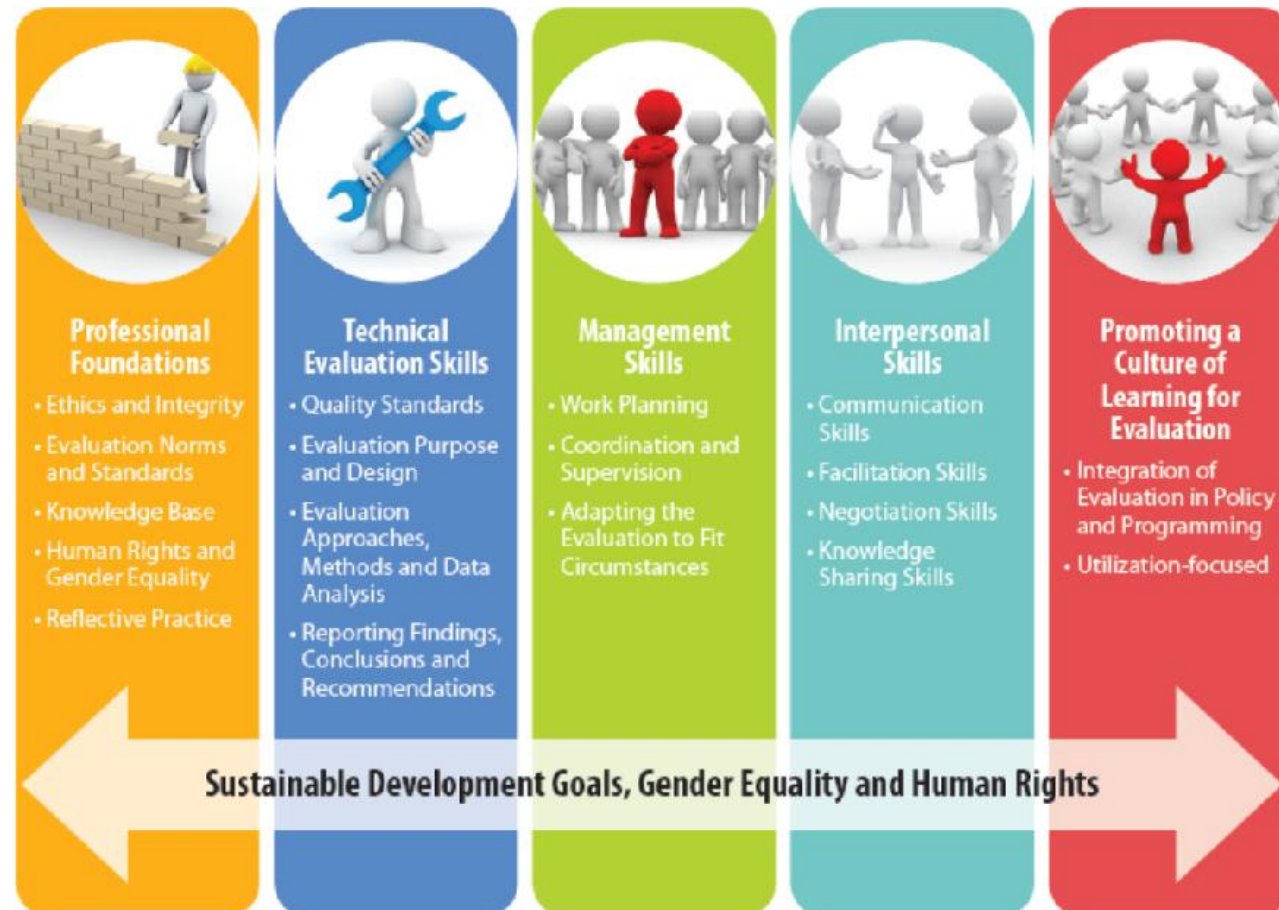 Professional
Foundations
• Ethics and Integrity
• Evaluation Norms
and Standards
• Knowledge Base
• Human Rights and
Gender Equality
• Reflective Practice
Technical
Evaluation Skills
• Quality Standards
• Evaluation Purpose
and Design
• Evaluation
Approaches,
Methods and Data
Analysis
• Reporting Findings,
Conclusions and
Recommendations
Management
Skills
• Work Planning
• Coordination and
Supervision
• Adapting the
Evaluation to Fit
Circumstances
Interpersonal
Skills
• Communication
Skills
• Facilitation Skills
• Negotiation Skills
• Knowledge
Sharing Skills
Promoting a
Culture of
Learning for
Evaluation
• Integration of
Evaluation in Policy
and Programming
• Utilization-focused
Sustainable Development Goals, Gender Equality and Human Rights